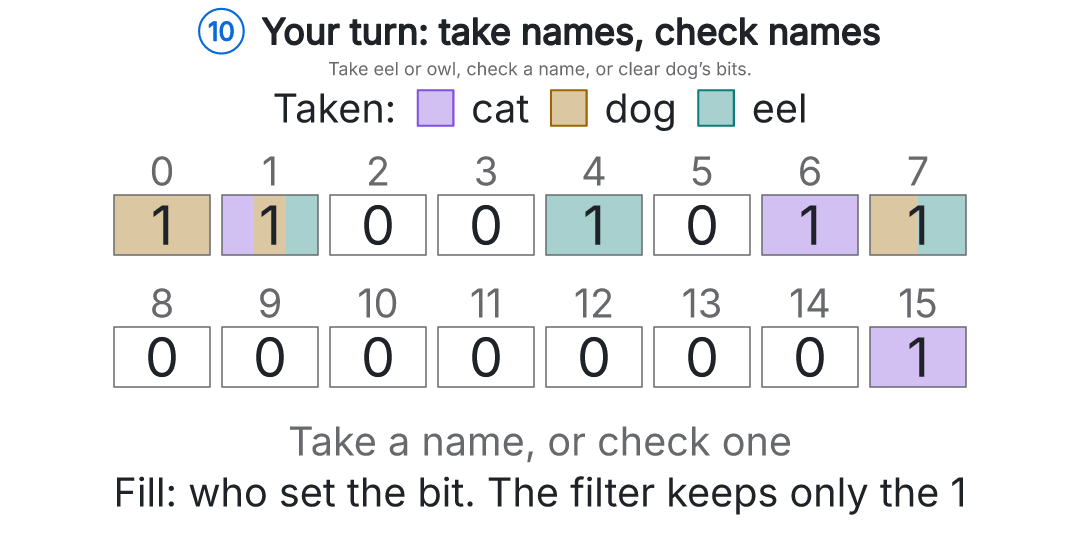 10 Your turn: take names, check names
Take eel or owl, check a name, or clear dog’s bits.
Taken: cat dog eel
0 1 2 3 4 5 6 7
1 1 0 0 1 0 1 1
8 9 10 11 12 13 14 15
0 0 0 0 0 0 0 1
Take a name, or check one
Fill: who set the bit. The filter keeps only the 1